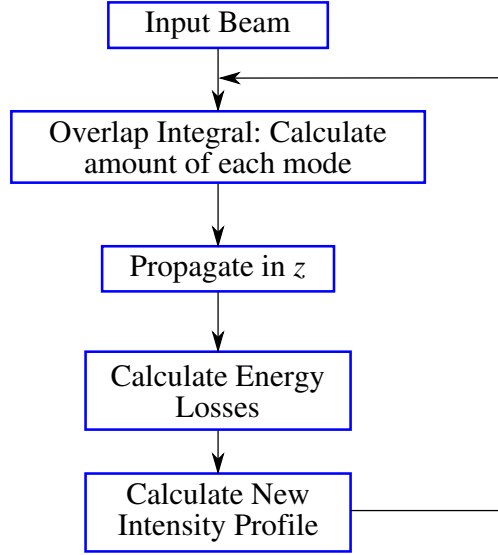 Input Beam
Overlap Integral: Calculate
amount of each mode
Propagate in z
Calculate Energy
Losses
Calculate New
Intensity Profile